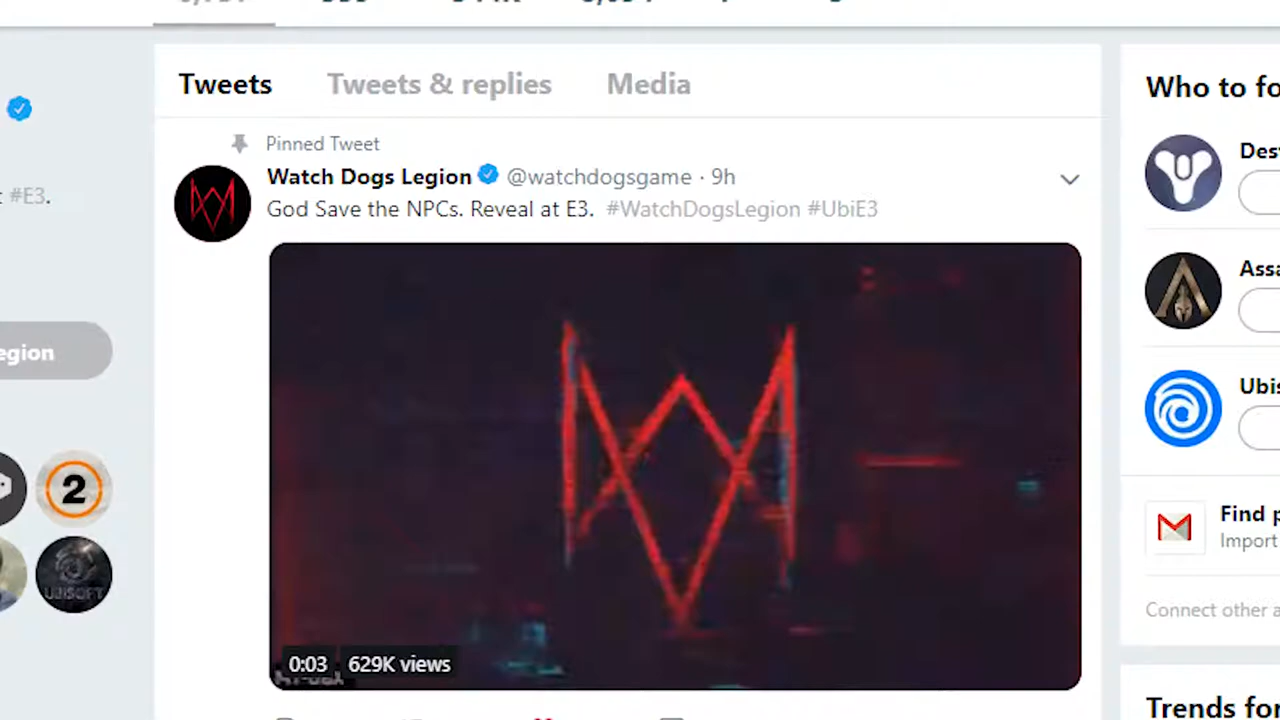 Tweets
Tweets & replies
Media
Who to fo
Pinned Tweet
Watch Dogs Legion @watchdogsgame · 9h
God Save the NPCs. Reveal at E3. #WatchDogsLegion #UbiE3
#E3.
egion
2
UBISOFT
0:03 629K views
Des
Assa
Ubis
Find p
Import
Connect other a
Trends for